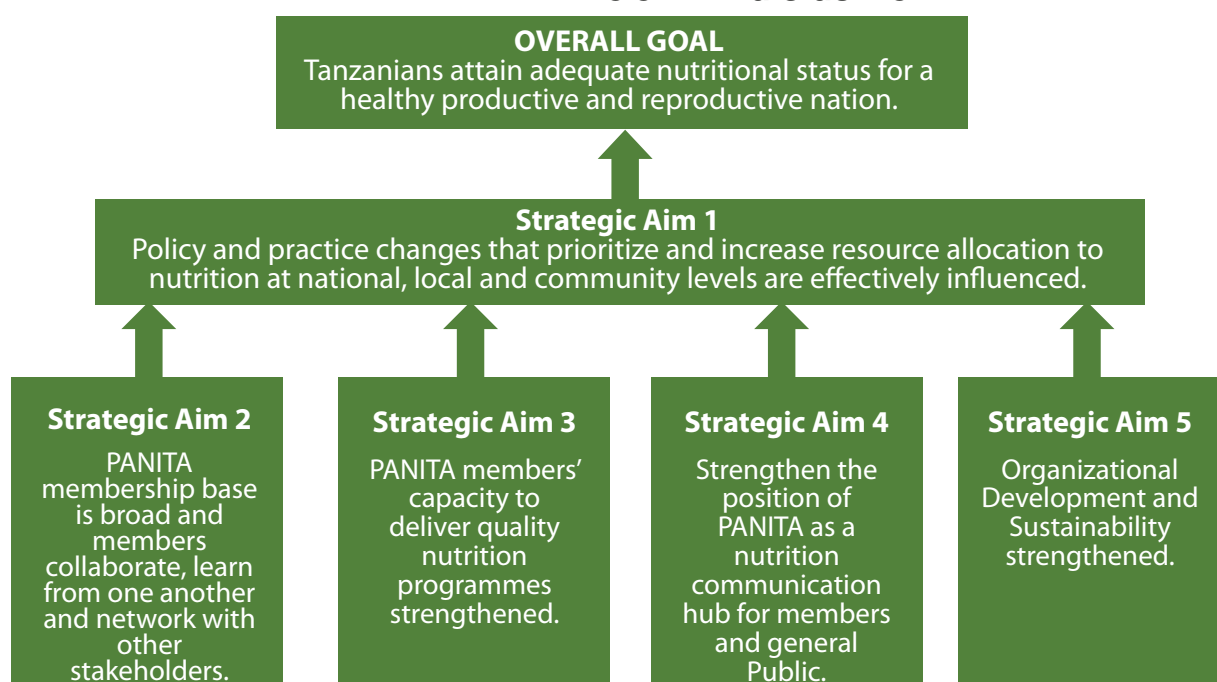 OVERALL GOAL
Tanzanians attain adequate nutritional status for a
healthy productive and reproductive nation.
Strategic Aim 1
Policy and practice changes that prioritize and increase resource allocation to
nutrition at national, local and community levels are effectively influenced.
Strategic Aim 2
PANITA
membership base
is broad and
members
collaborate, learn
from one another
and network with
other
stakeholders.
Strategic Aim 3
PANITA members’
capacity to
deliver quality
nutrition
programmes
strengthened.
Strategic Aim 4
Strengthen the
position of
PANITA as a
nutrition
communication
hub for members
and general
Public.
Strategic Aim 5
Organizational
Development and
Sustainability
strengthened.